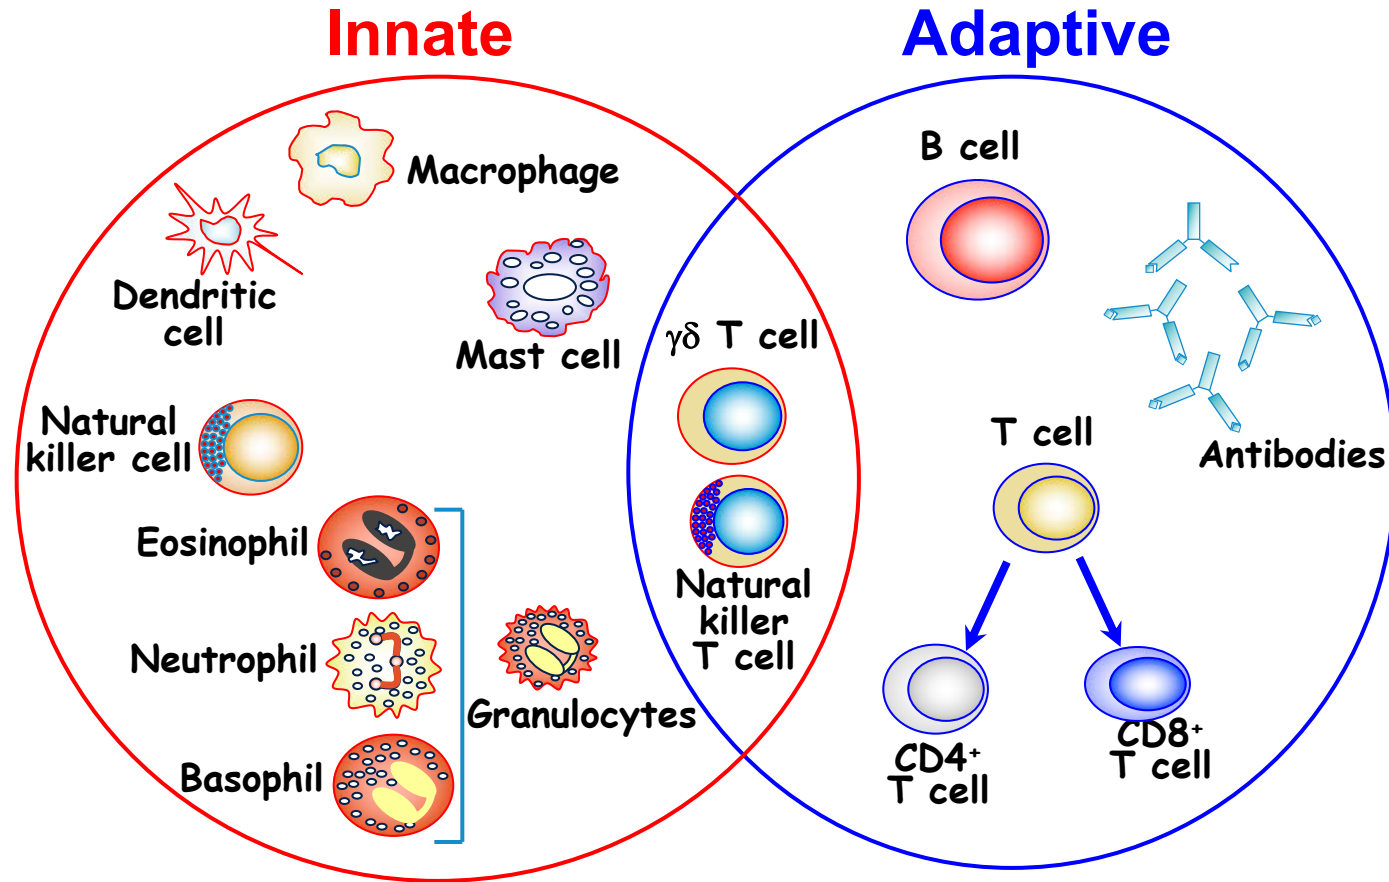 Innate
Adaptive
Macrophage
Dendritic
cell
Mast cell
Natural
killer cell
Eosinophil
Neutrophil
Basophil
Granulocytes
γδ T cell
Natural
killer
T cell
B cell
Antibodies
T cell
CD4⁺
T cell
CD8⁺
T cell